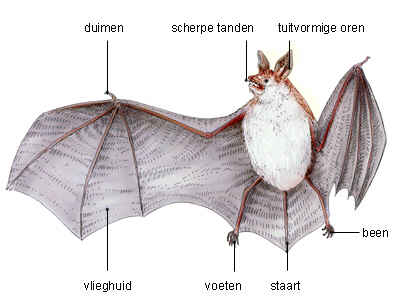 duimen
scherpe tanden
tuitvormige oren
been
vlieghuid
voeten
staart